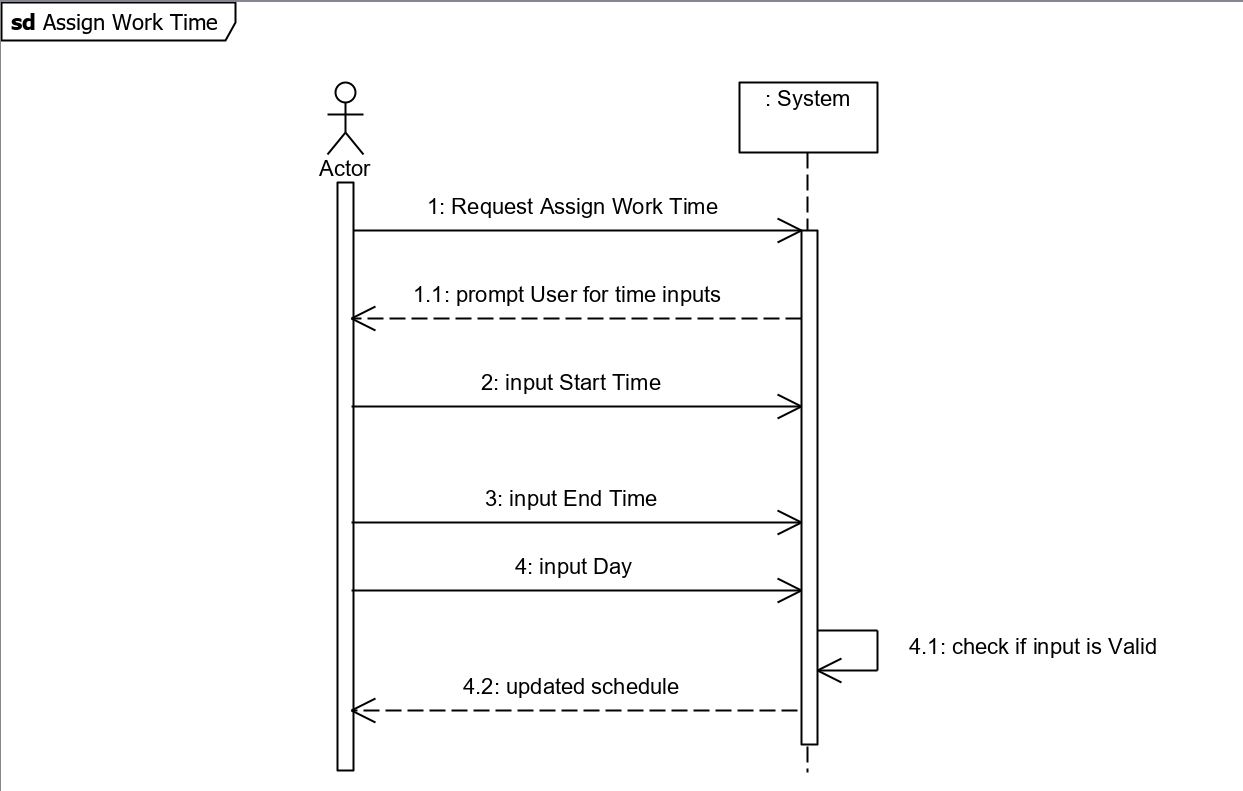 sd Assign Work Time
: System
Actor
1: Request Assign Work Time
1.1: prompt User for time inputs
2: input Start Time
3: input End Time
4: input Day
4.1: check if input is Valid
4.2: updated schedule